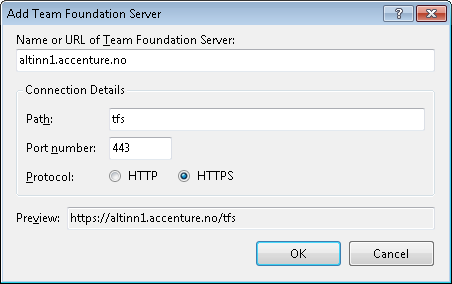 Add Team Foundation Server
Name or URL of Team Foundation Server:
altinn1.accenture.no
Connection Details
Path: tfs
Port number: 443
Protocol: HTTP HTTPS
Preview: https://altinn1.accenture.no/tfs
OK Cancel